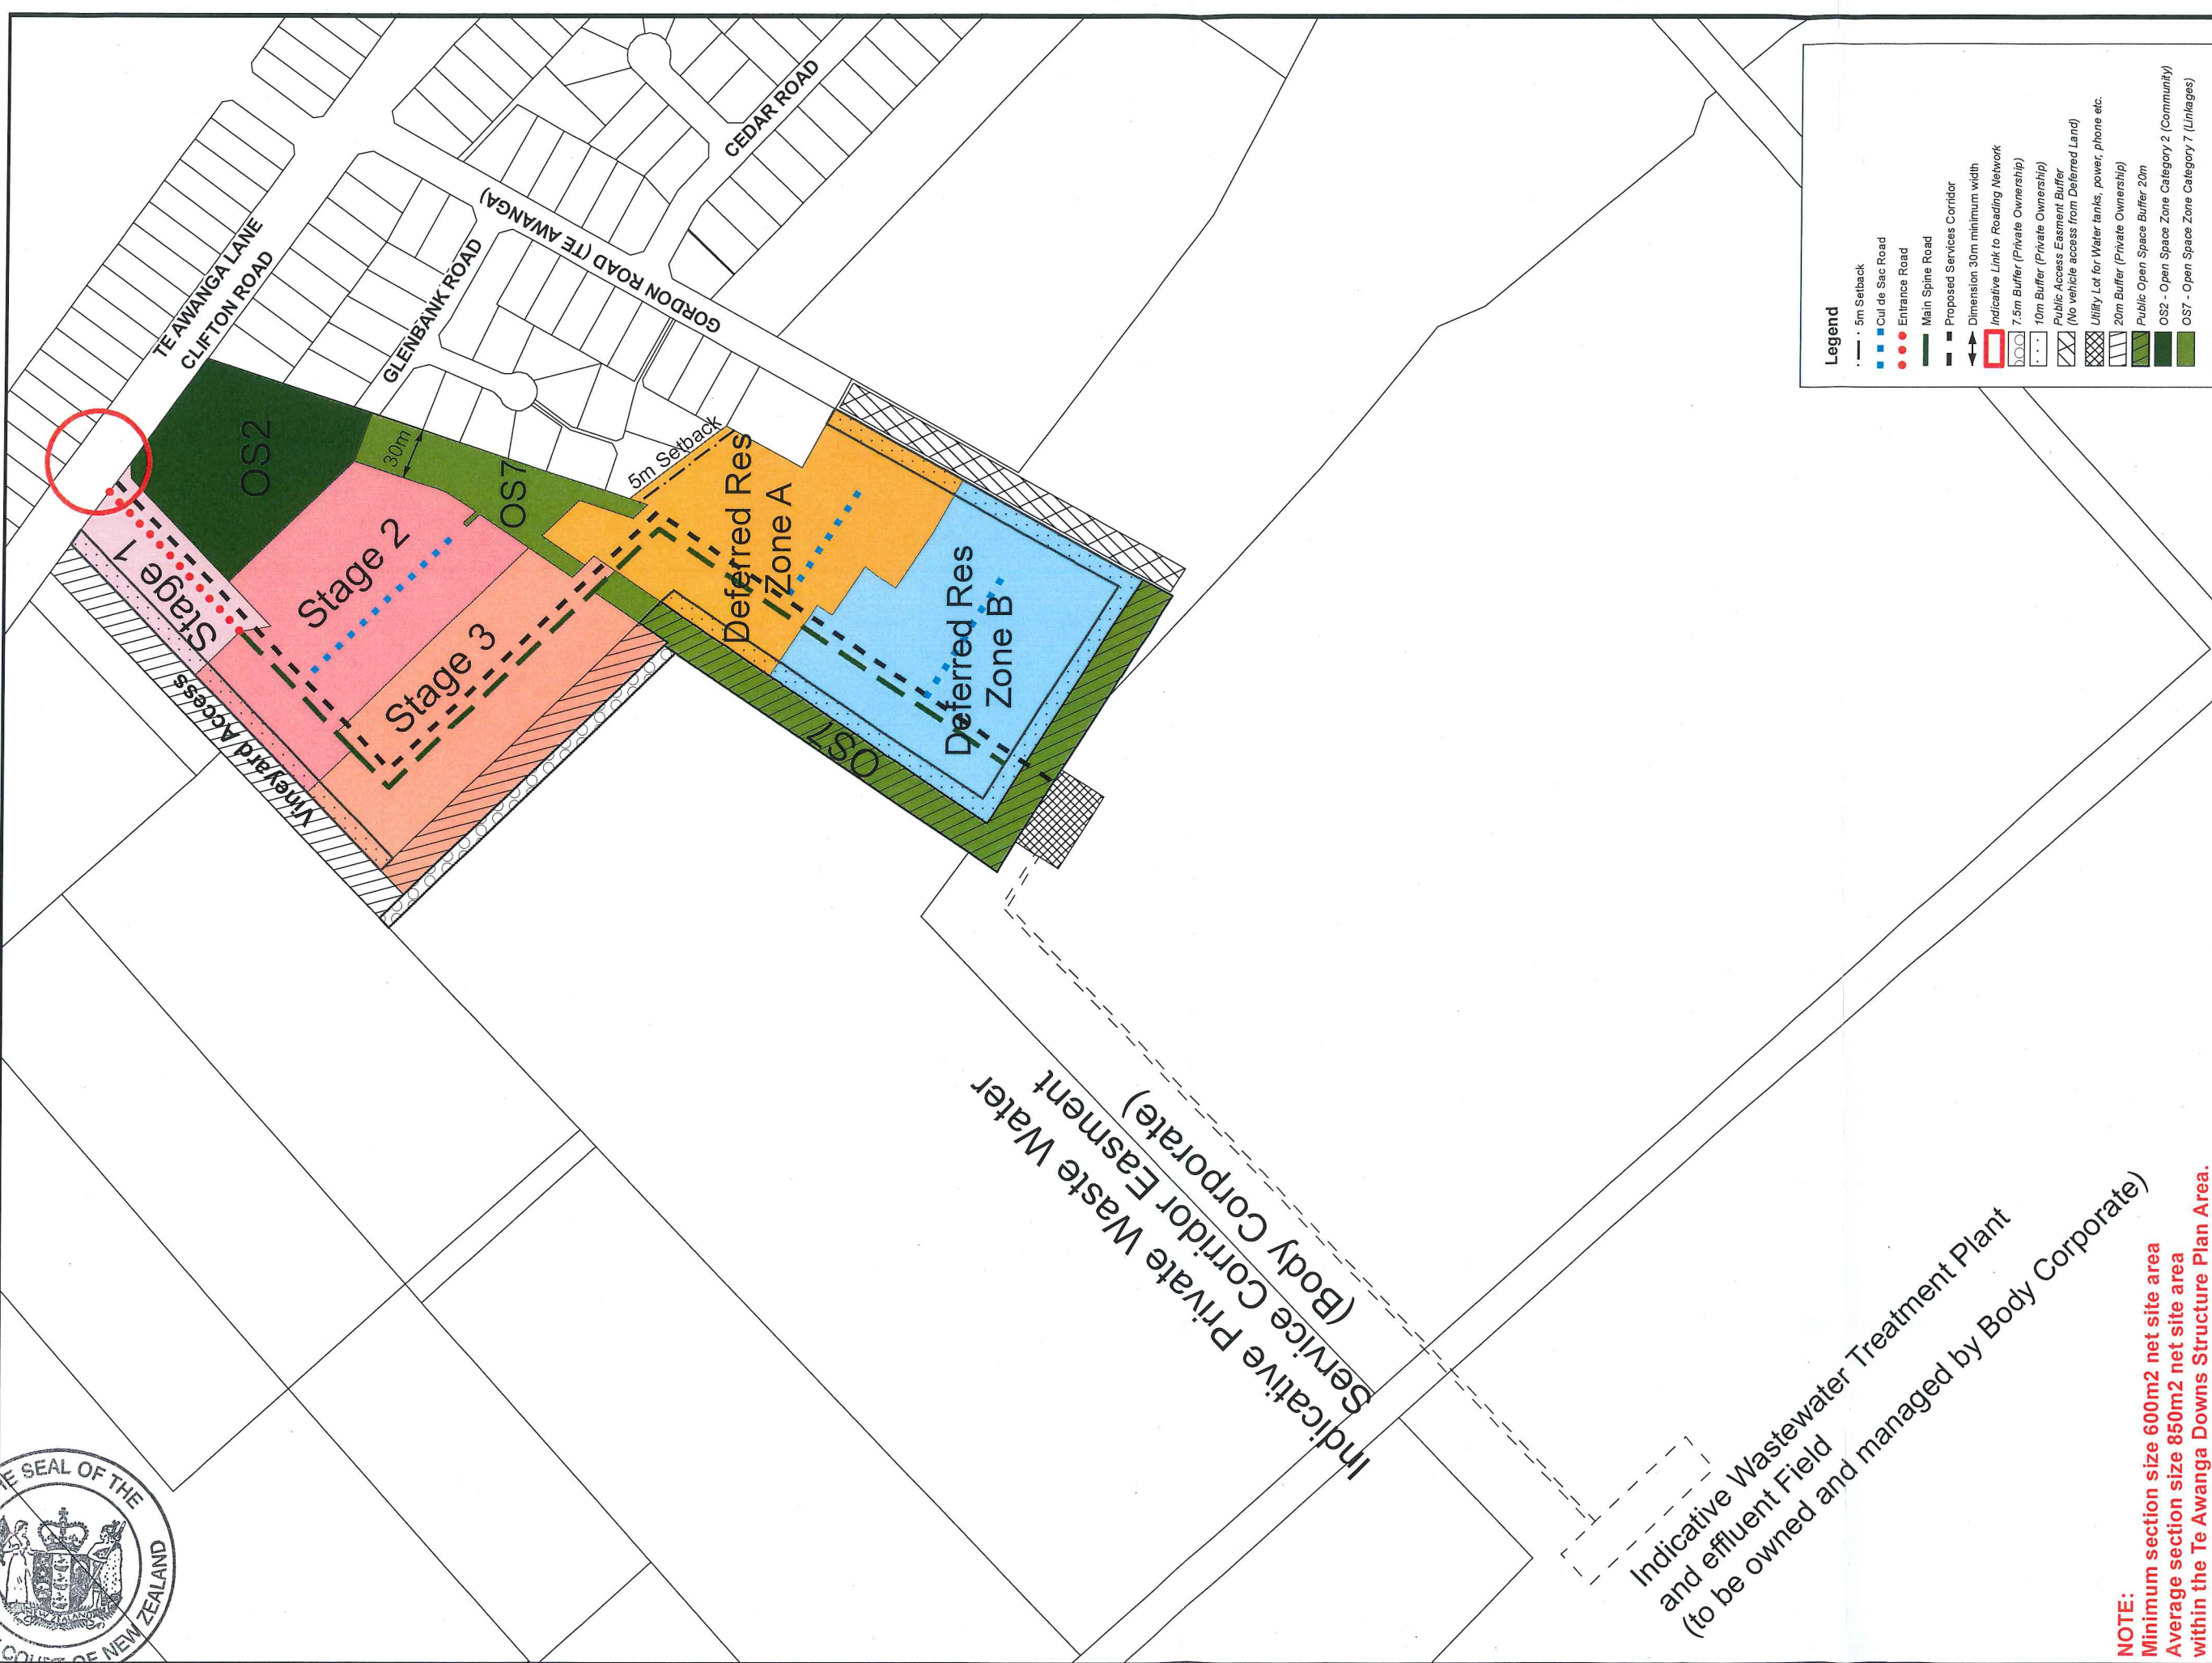 TE AWANGA LANE
CLIFTON ROAD
GLENBANK ROAD
GORDON ROAD (TE AWANGA)
CEDAR ROAD
OS2
30m
OS7
5m Setback
Stage 1
Stage 2
Stage 3
Vineyard Access
Deferred Res
Zone A
Deferred Res
Zone B
OS7
Indicative Private Waste Water
Service Corridor Easment
(Body Corporate)
Indicative Wastewater Treatment Plant
and effluent Field
(to be owned and managed by Body Corporate)
Legend
5m Setback
Cul de Sac Road
Entrance Road
Main Spine Road
Proposed Services Corridor
Dimension 30m minimum width
Indicative Link to Roading Network
7.5m Buffer (Private Ownership)
10m Buffer (Private Ownership)
Public Access Easment Buffer
(No vehicle access from Deferred Land)
Utility Lot for Water tanks, power, phone etc.
20m Buffer (Private Ownership)
Public Open Space Buffer 20m
OS2 - Open Space Zone Category 2 (Community)
OS7 - Open Space Zone Category 7 (Linkages)
NOTE:
Minimum section size 600m2 net site area
Average section size 850m2 net site area
within the Te Awanga Downs Structure Plan Area.
SEAL OF THE
OF NEW ZEALAND
NEW ZEALAND